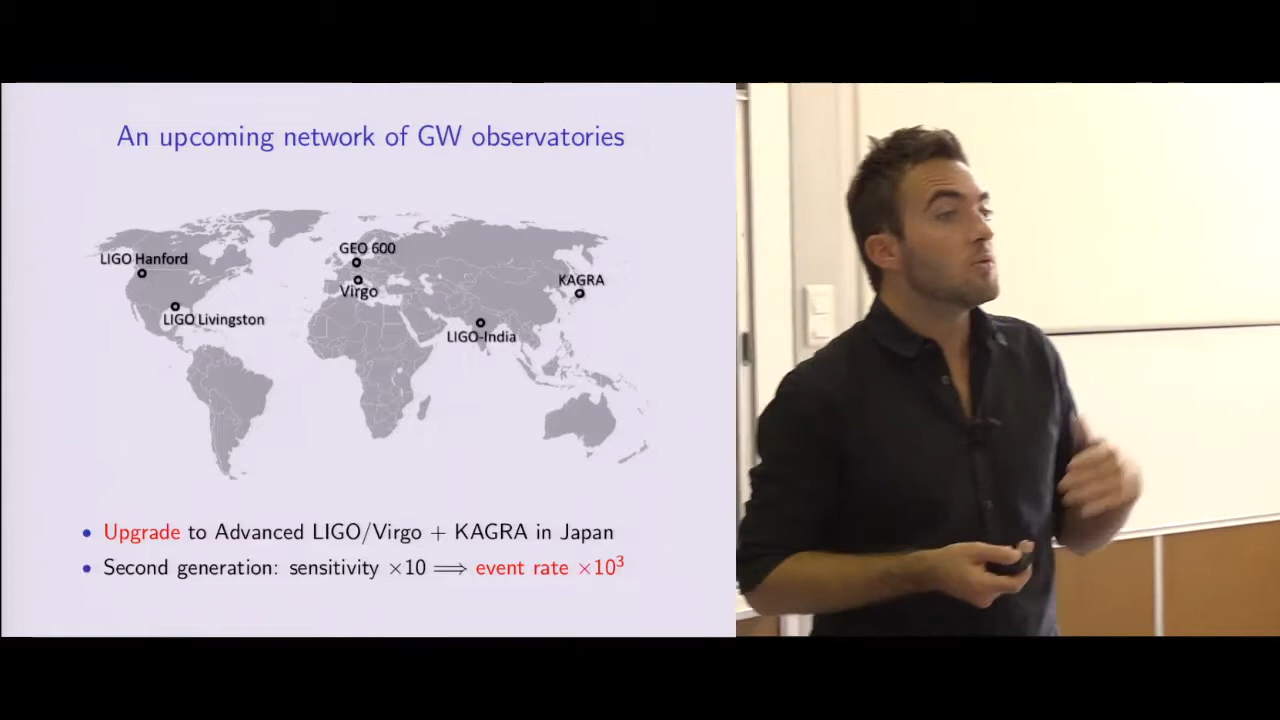 An upcoming network of GW observatories
LIGO Hanford
GEO 600
Virgo
KAGRA
LIGO Livingston
LIGO-India
• Upgrade to Advanced LIGO/Virgo + KAGRA in Japan
• Second generation: sensitivity ×10 ⟹ event rate ×10³